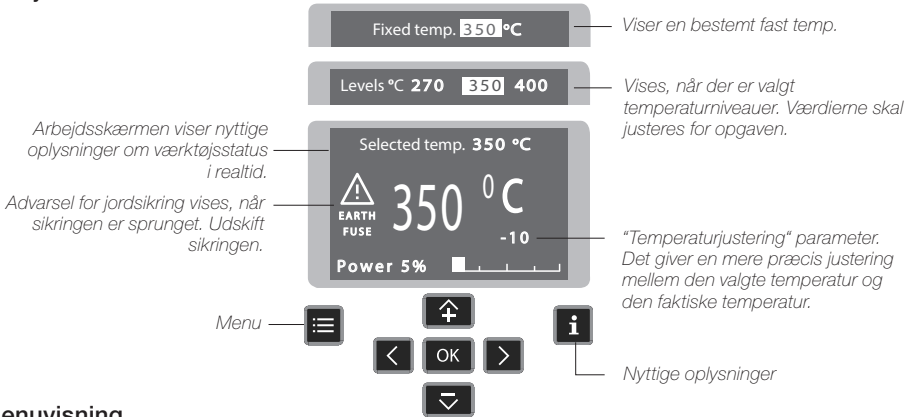 Fixed temp. 350 °C
Viser en bestemt fast temp.
Levels °C 270 350 400
Vises, når der er valgt
temperaturniveauer. Værdierne skal
justeres for opgaven.
Arbejdsskærmen viser nyttige
oplysninger om værktøjsstatus
i realtid.
Selected temp. 350 °C
Advarsel for jordsikring vises, når
sikringen er sprunget. Udskift
sikringen.
EARTH
FUSE
350 °C
-10
Power 5%
"Temperaturjustering" parameter.
Det giver en mere præcis justering
mellem den valgte temperatur og
den faktiske temperatur.
Menu
OK
i
Nyttige oplysninger
enuvisning